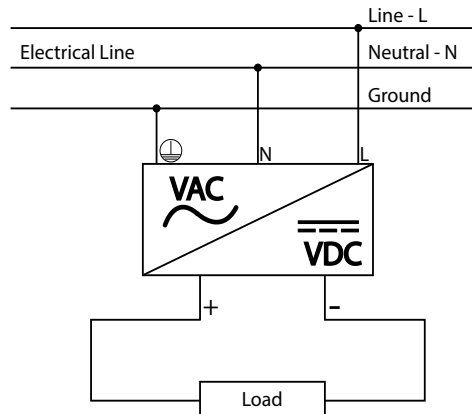 Line - L
Electrical Line
Neutral - N
Ground
N
L
VAC
VDC
+
-
Load